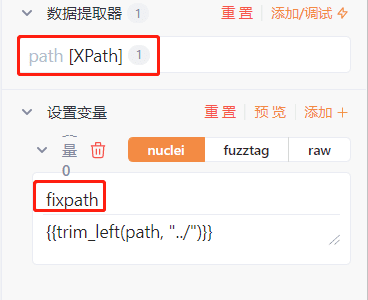 数据提取器 1 重置 添加/调试
path [XPath] 1
设置变量 重置 预览 添加 +
量
0
nuclei fuzztag raw
fixpath
{{trim_left(path, "../")}}